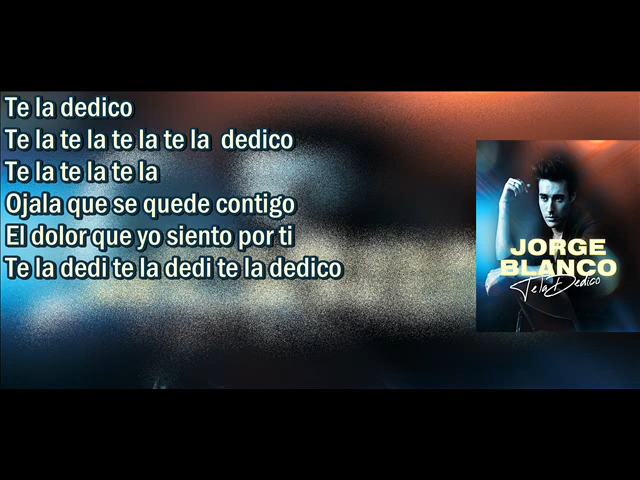 Te la dedico
Te la te la te la te la dedico
Te la te la te la
Ojala que se quede contigo
El dolor que yo siento por ti
Te la dedi te la dedi te la dedico
JORGE
BLANCO
Te la Dedico